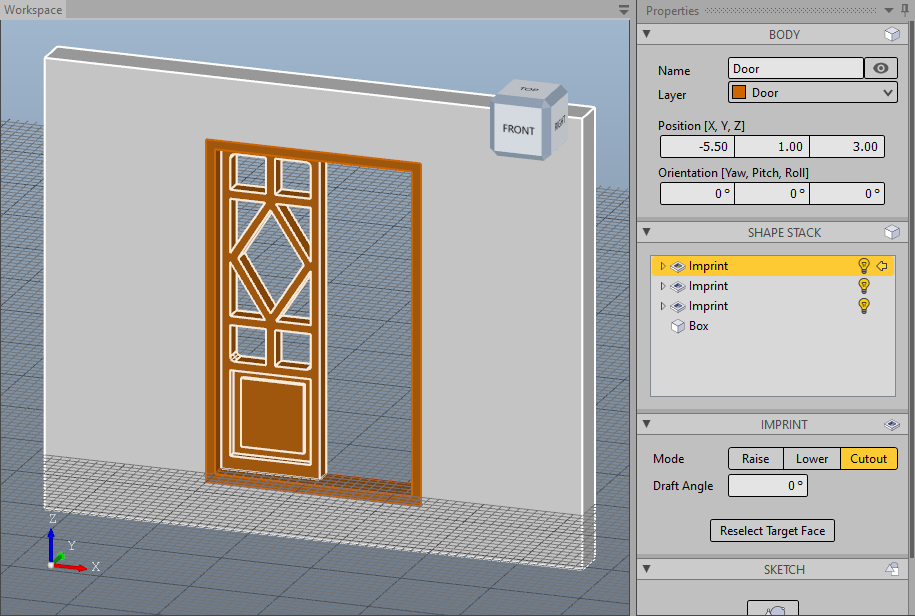 Workspace
Properties
BODY
Name Door
Layer Door
Position [X, Y, Z]
-5.50 1.00 3.00
Orientation [Yaw, Pitch, Roll]
0 ° 0 ° 0 °
SHAPE STACK
Imprint
Imprint
Imprint
Box
IMPRINT
Mode Raise Lower Cutout
Draft Angle 0 °
Reselect Target Face
SKETCH
TOP
FRONT
RIGHT
Z
Y
X